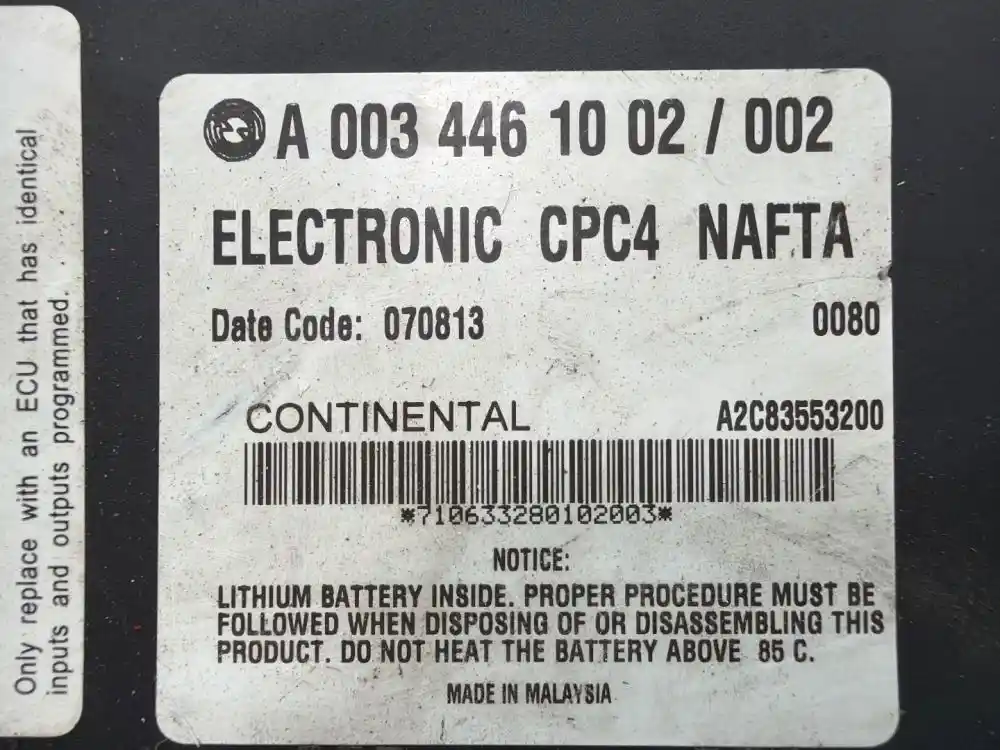 Only replace with an ECU that has identical
inputs and outputs programmed.
A 003 446 10 02 / 002
ELECTRONIC CPC4 NAFTA
Date Code: 070813 0080
CONTINENTAL A2C83553200
*710633280102003*
NOTICE:
LITHIUM BATTERY INSIDE. PROPER PROCEDURE MUST BE
FOLLOWED WHEN DISPOSING OF OR DISASSEMBLING THIS
PRODUCT. DO NOT HEAT THE BATTERY ABOVE 85 C.
MADE IN MALAYSIA